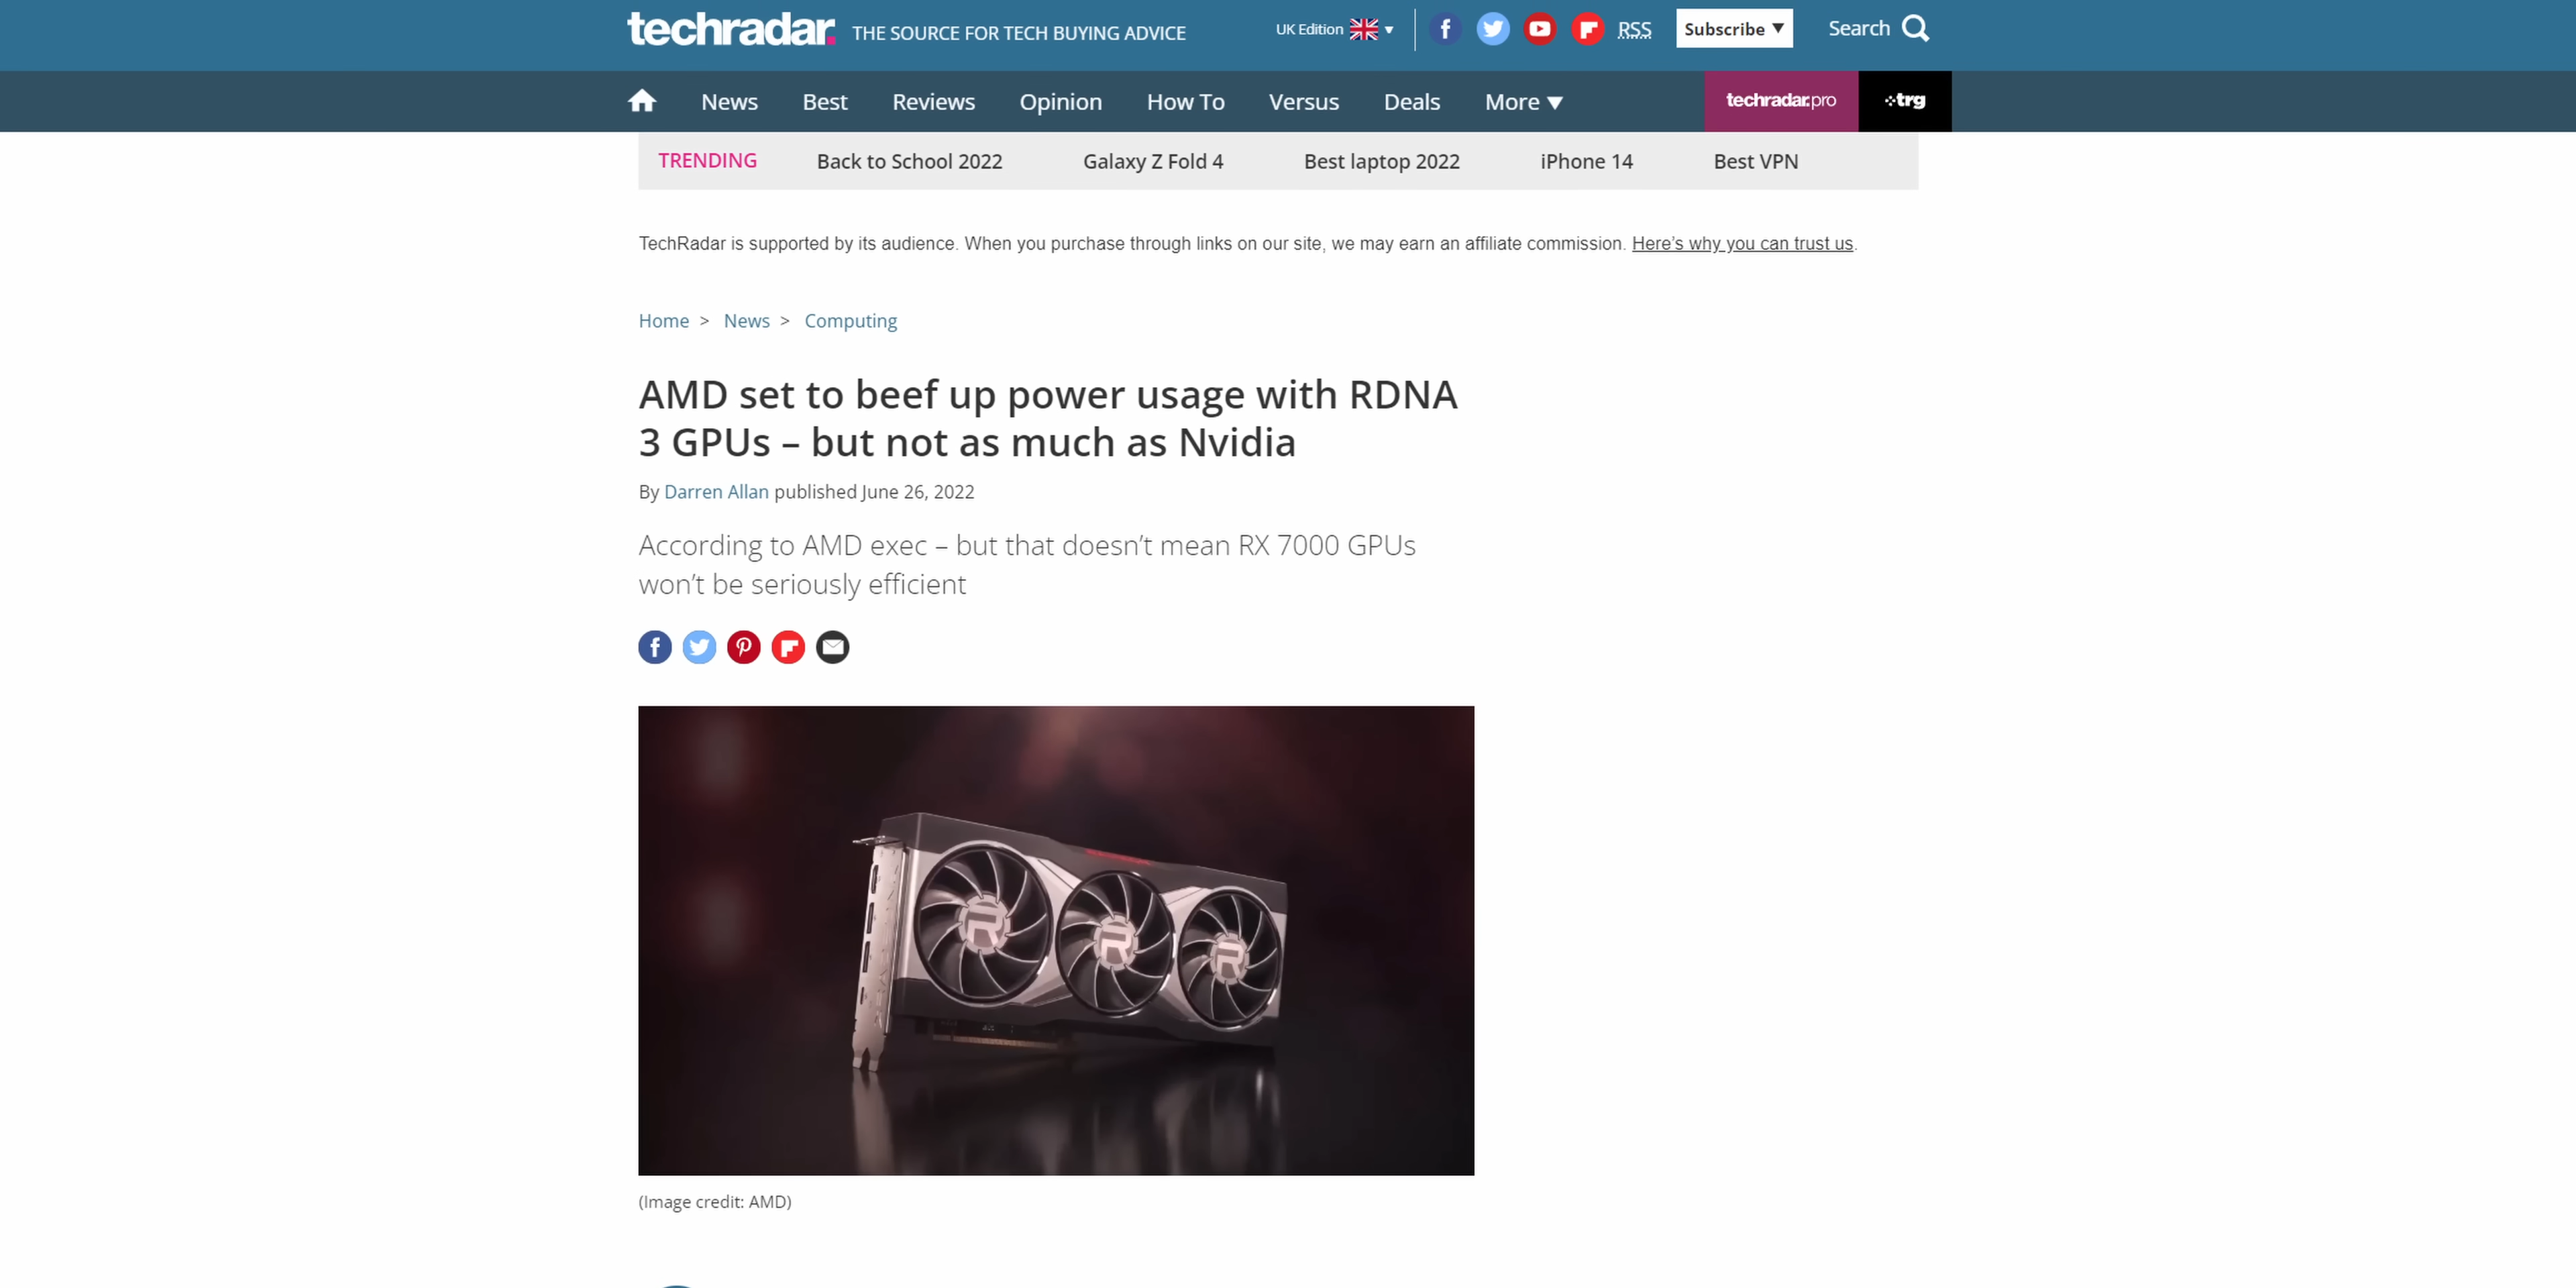 techradar. THE SOURCE FOR TECH BUYING ADVICE UK Edition RSS Subscribe Search
News Best Reviews Opinion How To Versus Deals More techradar.pro trg
TRENDING Back to School 2022 Galaxy Z Fold 4 Best laptop 2022 iPhone 14 Best VPN
TechRadar is supported by its audience. When you purchase through links on our site, we may earn an affiliate commission. Here’s why you can trust us.
Home > News > Computing
AMD set to beef up power usage with RDNA
3 GPUs – but not as much as Nvidia
By Darren Allan published June 26, 2022
According to AMD exec – but that doesn’t mean RX 7000 GPUs
won’t be seriously efficient
R R R
(Image credit: AMD)